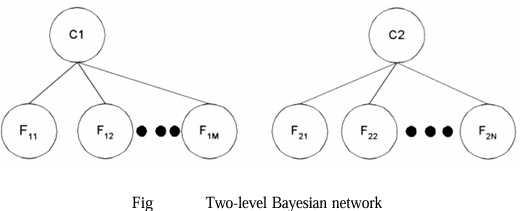 C1
C2
F11
F12
F1M
F21
F22
F2N
Fig Two-level Bayesian network